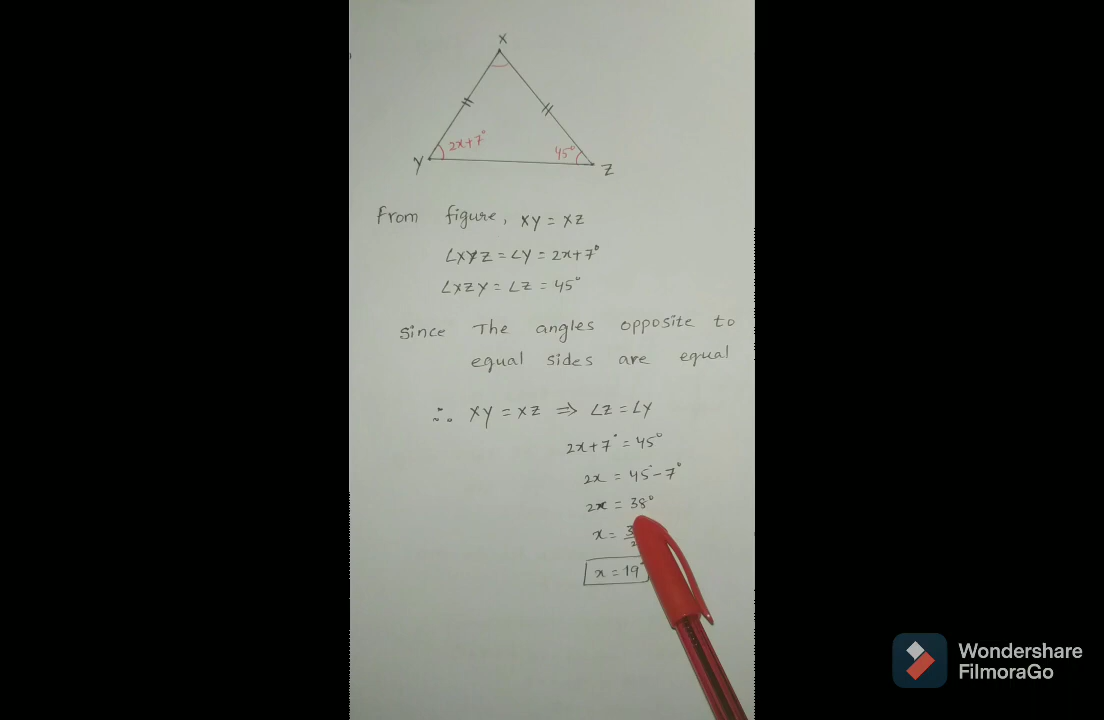 X
2x+7°
45°
Y
Z
From figure, XY = XZ
∠XYZ = ∠Y = 2x+7°
∠XZY = ∠Z = 45°
Since The angles opposite to
equal sides are equal
∴ XY = XZ ⇒ ∠Z = ∠Y
2x+7° = 45°
2x = 45° - 7°
2x = 38°
x =
x = 19°
Wondershare
FilmoraGo